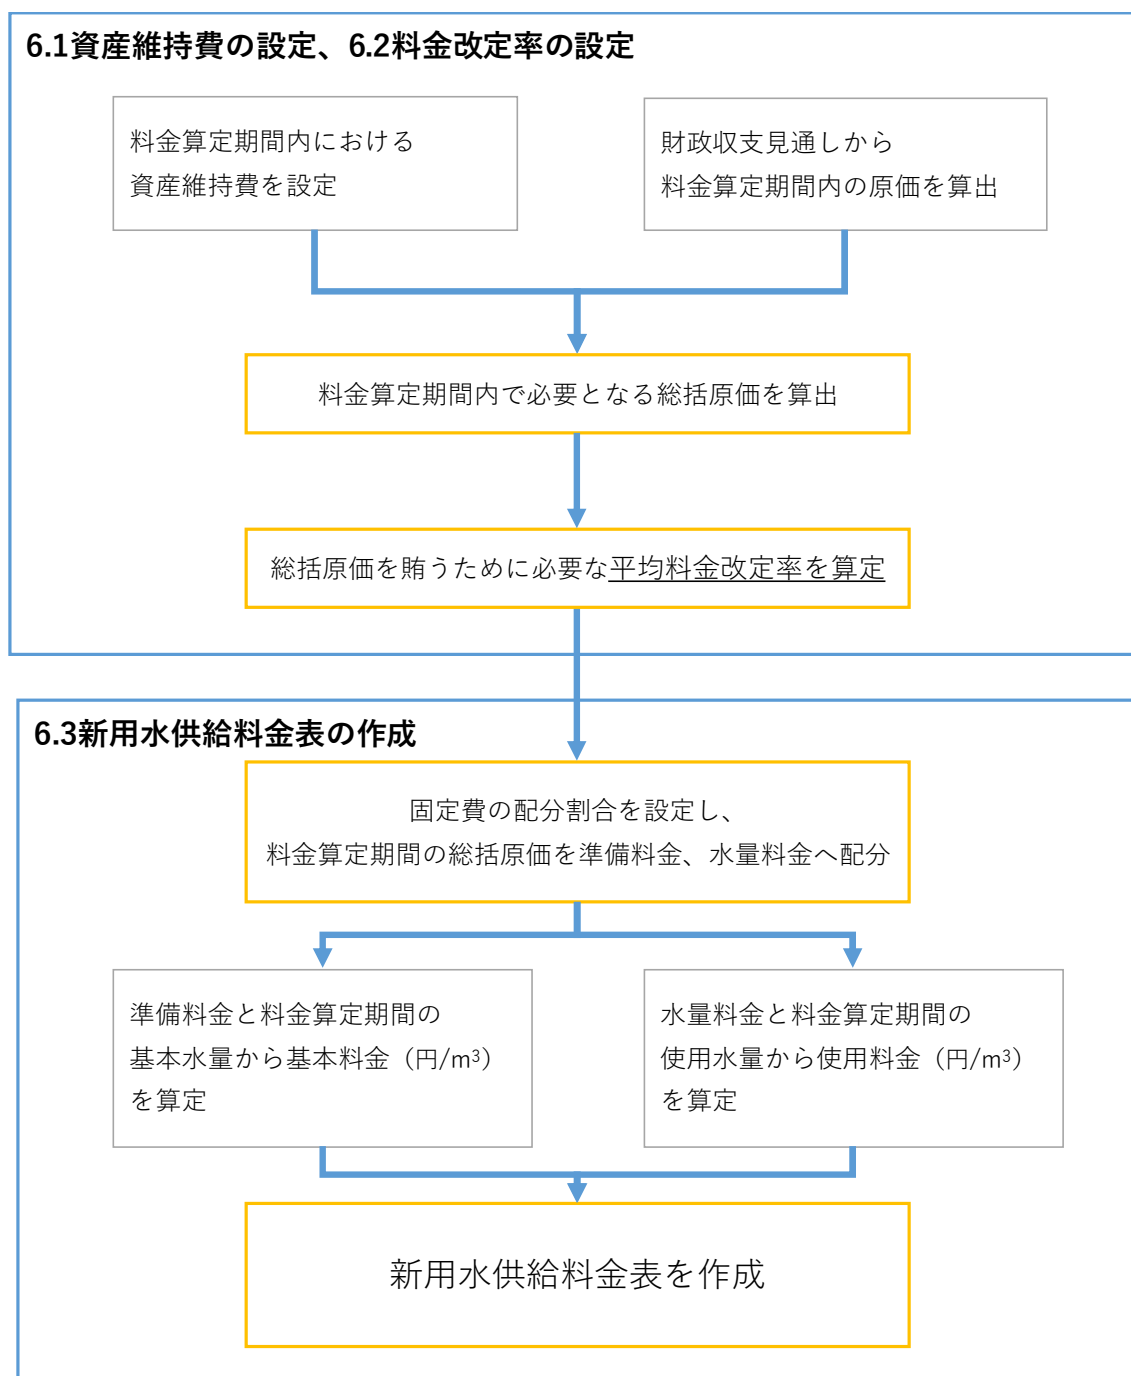 6.1資産維持費の設定、6.2料金改定率の設定
料金算定期間内における
資産維持費を設定
財政収支見通しから
料金算定期間内の原価を算出
料金算定期間内で必要となる総括原価を算出
総括原価を賄うために必要な平均料金改定率を算定
6.3新用水供給料金表の作成
固定費の配分割合を設定し、
料金算定期間の総括原価を準備料金、水量料金へ配分
準備料金と料金算定期間の
基本水量から基本料金（円/m³）
を算定
水量料金と料金算定期間の
使用水量から使用料金（円/m³）
を算定
新用水供給料金表を作成